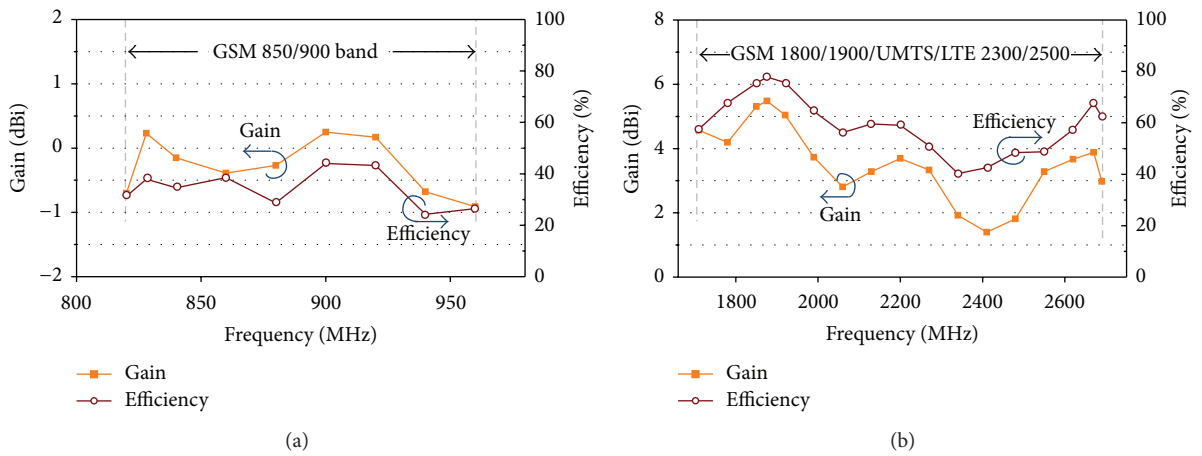 2
1
0
−1
−2
Gain (dBi)
GSM 850/900 band
Gain
Efficiency
100
80
60
40
20
0
Efficiency (%)
800
850
900
950
Frequency (MHz)
Gain
Efficiency
(a)
8
6
4
2
0
Gain (dBi)
GSM 1800/1900/UMTS/LTE 2300/2500
Efficiency
Gain
100
80
60
40
20
0
Efficiency (%)
1800
2000
2200
2400
2600
Frequency (MHz)
Gain
Efficiency
(b)